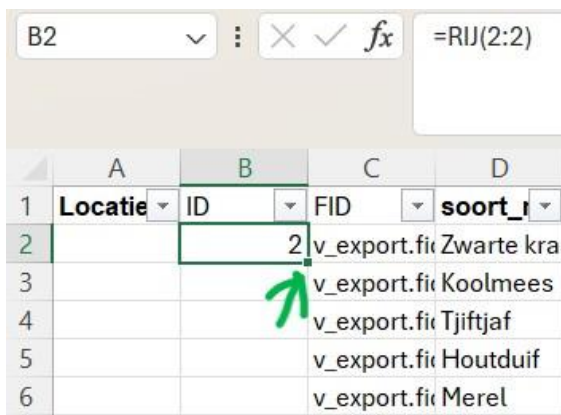 B2 fx =RIJ(2:2)
A B C D
1 Locatie ID FID soort_
2 2 v_export.fi Zwarte kra
3 v_export.fi Koolmees
4 v_export.fi Tjiftjaf
5 v_export.fi Houtduif
6 v_export.fi Merel